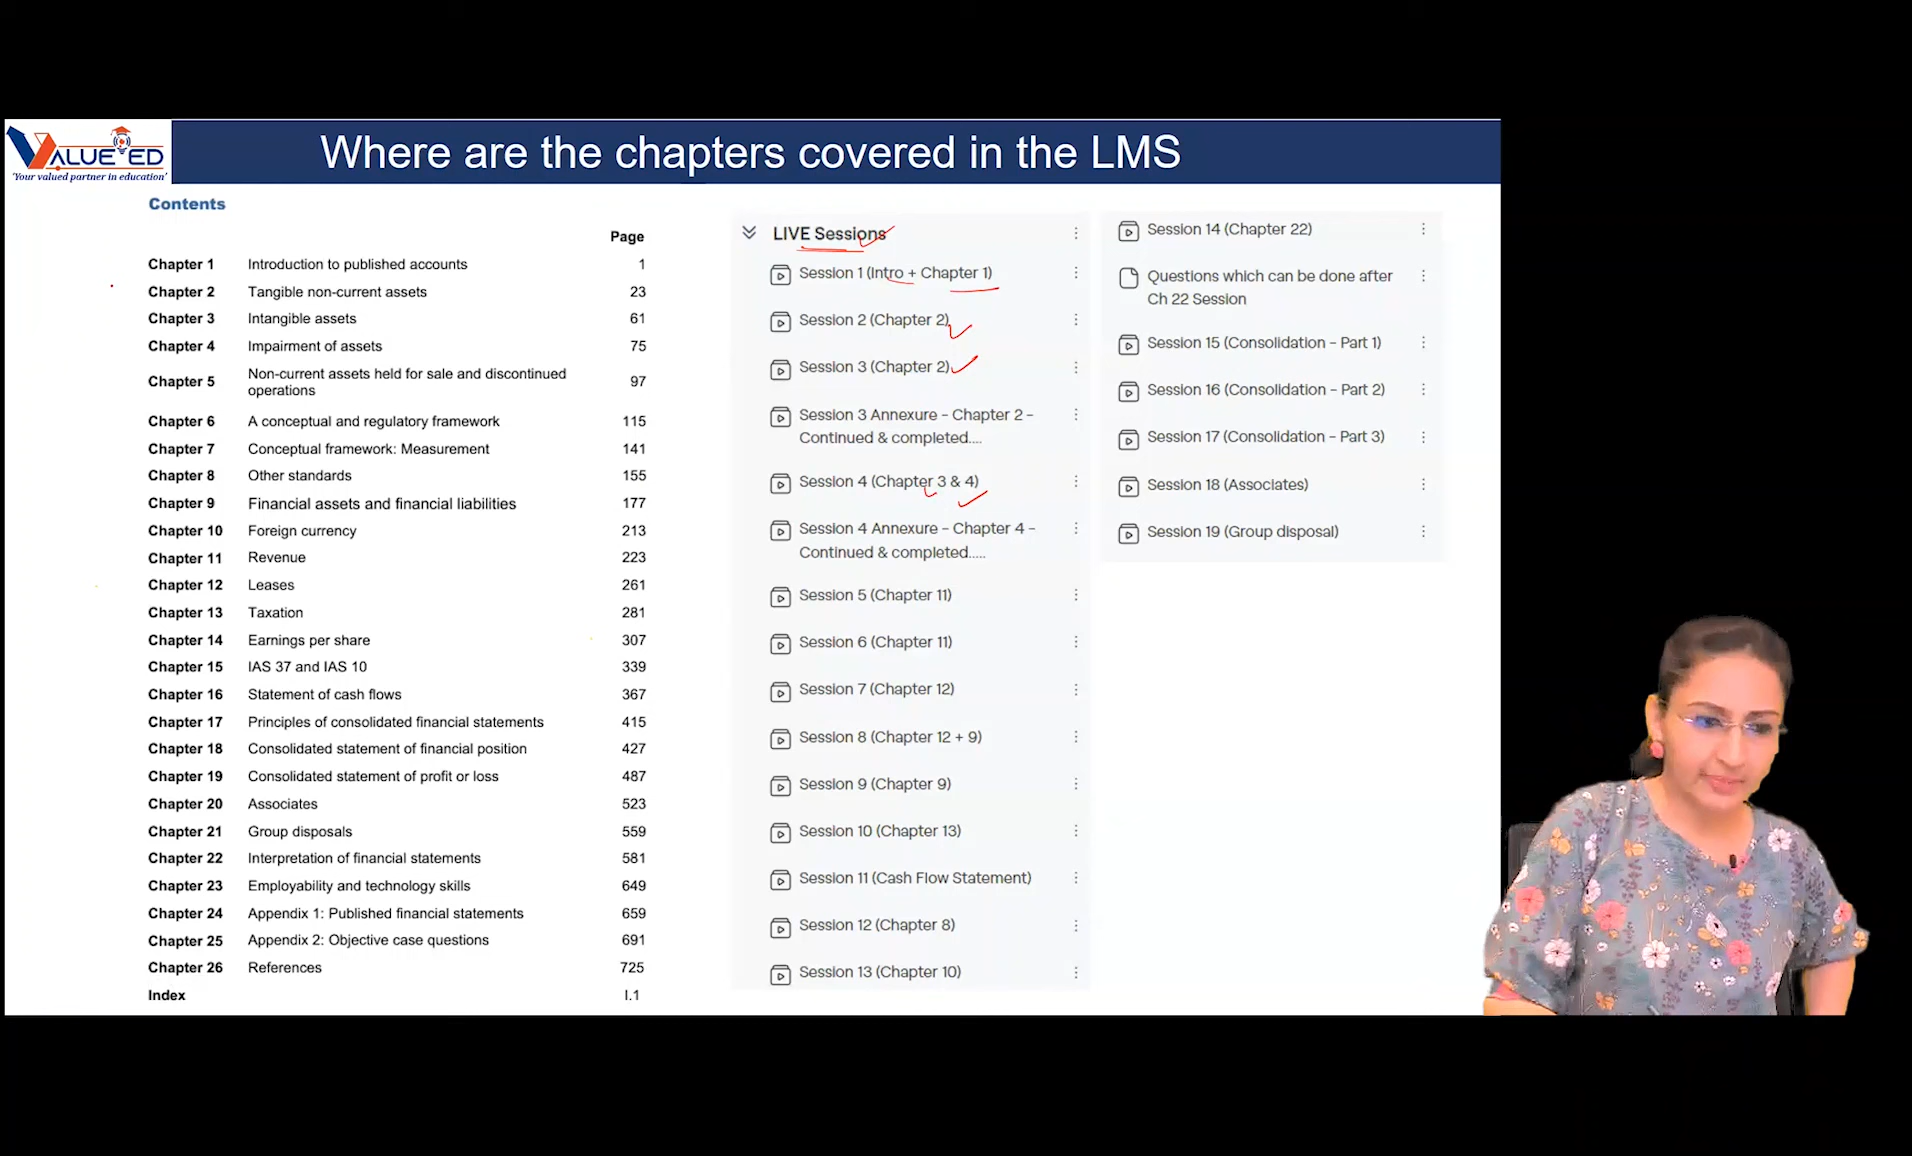 VALUE ED
'Your valued partner in education'
Where are the chapters covered in the LMS
Contents
Page
Chapter 1 Introduction to published accounts 1
Chapter 2 Tangible non-current assets 23
Chapter 3 Intangible assets 61
Chapter 4 Impairment of assets 75
Chapter 5 Non-current assets held for sale and discontinued
operations 97
Chapter 6 A conceptual and regulatory framework 115
Chapter 7 Conceptual framework: Measurement 141
Chapter 8 Other standards 155
Chapter 9 Financial assets and financial liabilities 177
Chapter 10 Foreign currency 213
Chapter 11 Revenue 223
Chapter 12 Leases 261
Chapter 13 Taxation 281
Chapter 14 Earnings per share 307
Chapter 15 IAS 37 and IAS 10 339
Chapter 16 Statement of cash flows 367
Chapter 17 Principles of consolidated financial statements 415
Chapter 18 Consolidated statement of financial position 427
Chapter 19 Consolidated statement of profit or loss 487
Chapter 20 Associates 523
Chapter 21 Group disposals 559
Chapter 22 Interpretation of financial statements 581
Chapter 23 Employability and technology skills 649
Chapter 24 Appendix 1: Published financial statements 659
Chapter 25 Appendix 2: Objective case questions 691
Chapter 26 References 725
Index I.1
LIVE Sessions
Session 1 (Intro + Chapter 1)
Session 2 (Chapter 2)
Session 3 (Chapter 2)
Session 3 Annexure - Chapter 2 -
Continued & completed....
Session 4 (Chapter 3 & 4)
Session 4 Annexure - Chapter 4 -
Continued & completed.....
Session 5 (Chapter 11)
Session 6 (Chapter 11)
Session 7 (Chapter 12)
Session 8 (Chapter 12 + 9)
Session 9 (Chapter 9)
Session 10 (Chapter 13)
Session 11 (Cash Flow Statement)
Session 12 (Chapter 8)
Session 13 (Chapter 10)
Session 14 (Chapter 22)
Questions which can be done after
Ch 22 Session
Session 15 (Consolidation - Part 1)
Session 16 (Consolidation - Part 2)
Session 17 (Consolidation - Part 3)
Session 18 (Associates)
Session 19 (Group disposal)